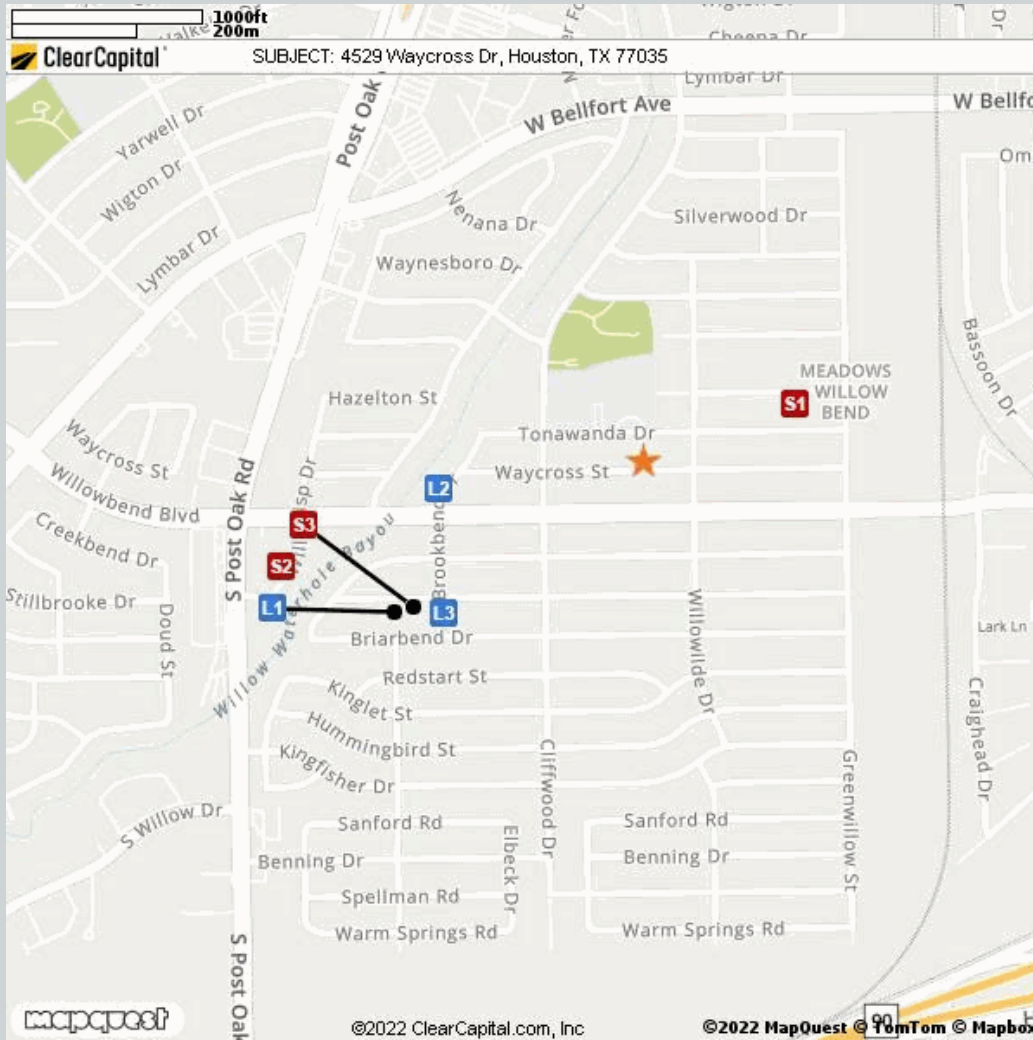 1000ft
200m
Cheena Dr
ClearCapital
SUBJECT: 4529 Waycross Dr, Houston, TX 77035
Lymbar Dr
W Bellfort Ave
Yarwell Dr
Post Oak
Wigton Dr
Nenana Dr
Silverwood Dr
Lymbar Dr
Waynesboro Dr
Bassoon Dr
MEADOWS
WILLOW
BEND
Hazelton St
S1
Tonawanda Dr
Waycross St
Waycross St
Willowbend Blvd
L2
S3
Creekbend Dr
S Post Oak Rd
S2
Brookbend
Stillbrooke Dr
L1
L3
Willow Waterhole Bayou
Doud St
Briarbend Dr
Willowilde Dr
Lark Ln
Redstart St
Kinglet St
Hummingbird St
Kingfisher Dr
Cliffwood Dr
Craighead Dr
Greenwillow St
S Willow Dr
Sanford Rd
Sanford Rd
Elbeck Dr
Benning Dr
Benning Dr
Spellman Rd
Warm Springs Rd
Warm Springs Rd
S Post Oak
90
mapquest
©2022 ClearCapital.com, Inc
©2022 MapQuest © TomTom © Mapbox